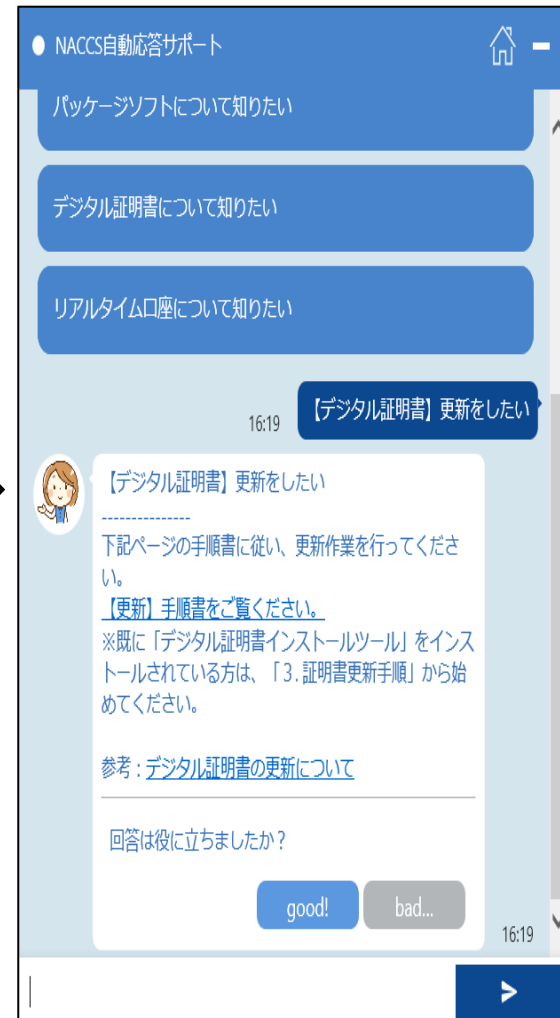 NACCS自動応答サポート
パッケージソフトについて知りたい
デジタル証明書について知りたい
リアルタイム口座について知りたい
【デジタル証明書】更新をしたい
16:19
【デジタル証明書】更新をしたい
---------------
下記ページの手順書に従い、更新作業を行ってくださ
い。
【更新】手順書をご覧ください。
※既に「デジタル証明書インストールツール」をインス
トールされている方は、「3.証明書更新手順」から始
めてください。
参考：デジタル証明書の更新について
回答は役に立ちましたか？
good!
bad...
16:19